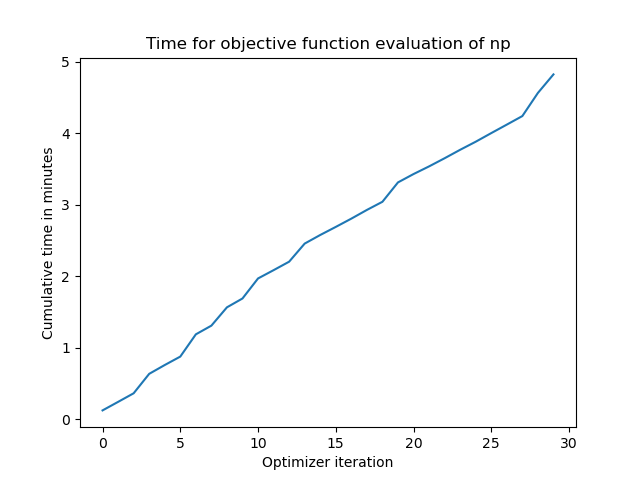 Time for objective function evaluation of np
5
4
3
2
1
0
Cumulative time in minutes
0 5 10 15 20 25 30
Optimizer iteration